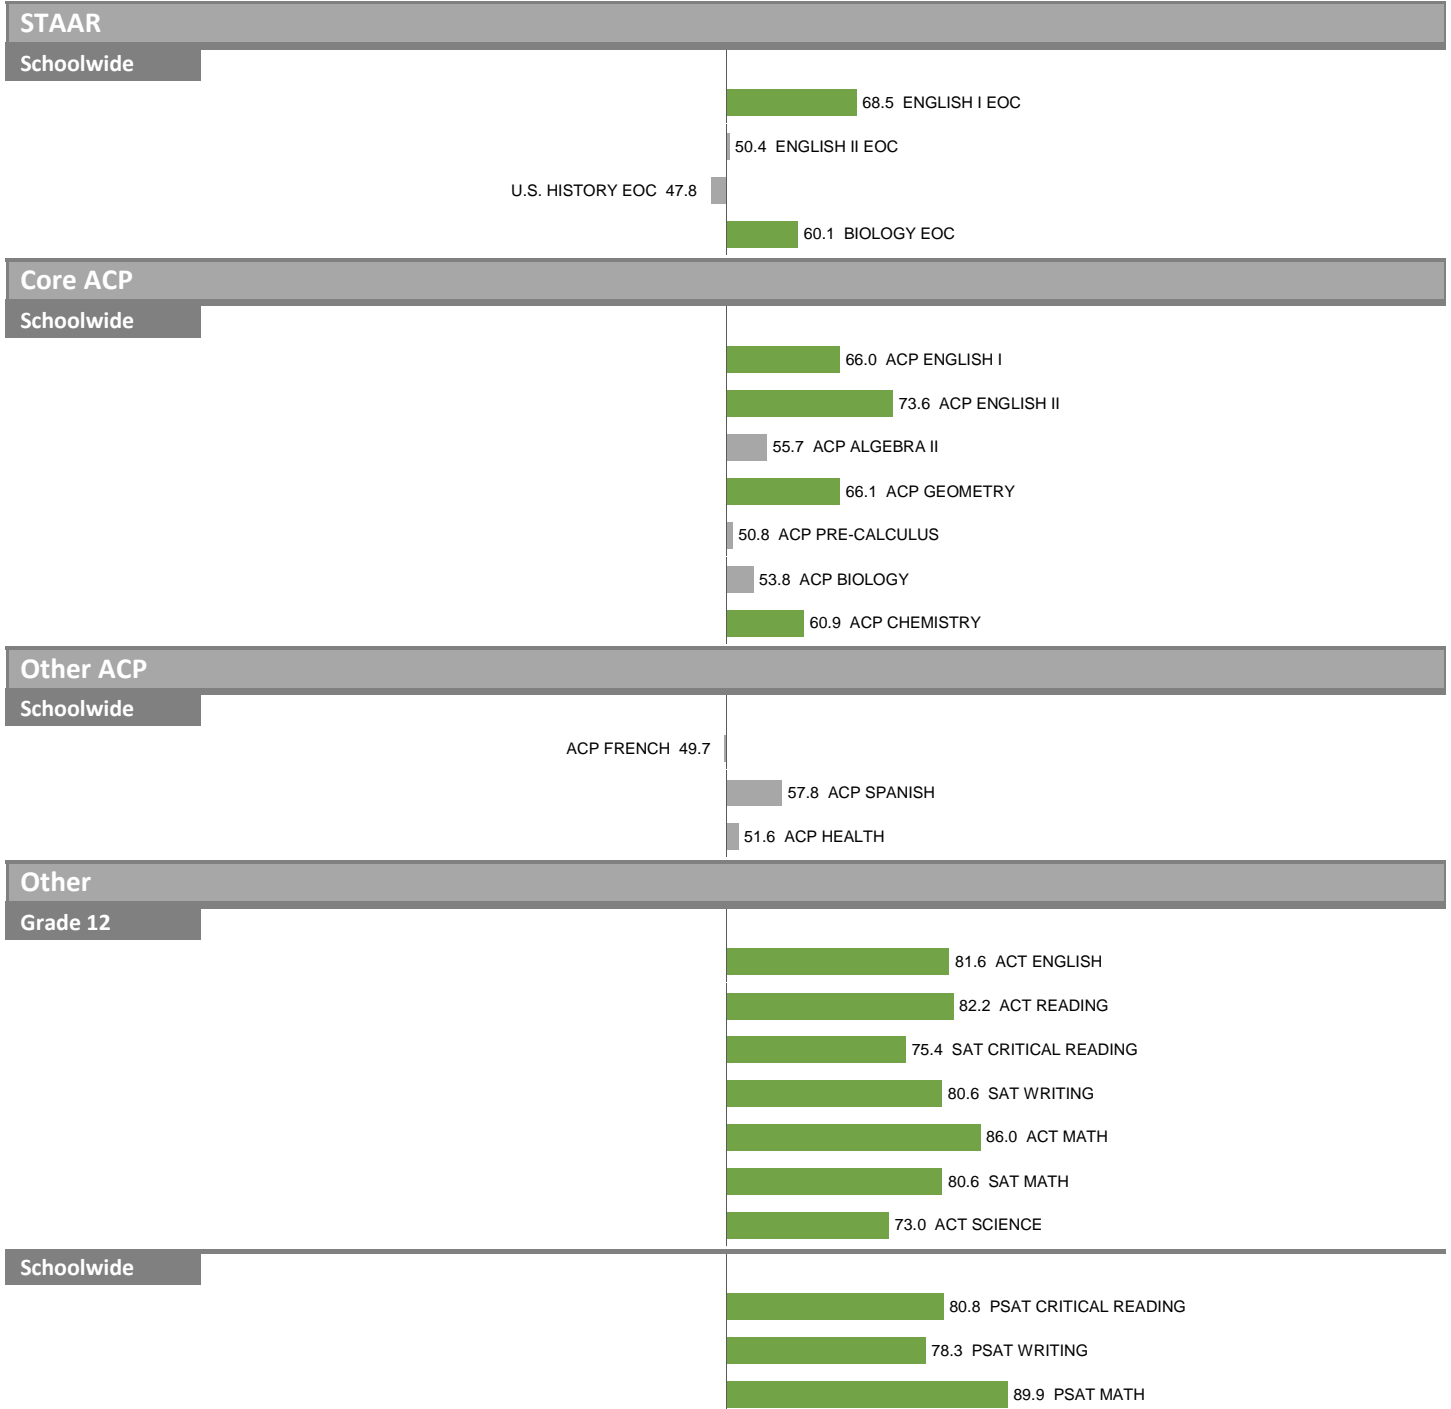 STAAR
Schoolwide
68.5 ENGLISH I EOC
50.4 ENGLISH II EOC
U.S. HISTORY EOC 47.8
60.1 BIOLOGY EOC
Core ACP
Schoolwide
66.0 ACP ENGLISH I
73.6 ACP ENGLISH II
55.7 ACP ALGEBRA II
66.1 ACP GEOMETRY
50.8 ACP PRE-CALCULUS
53.8 ACP BIOLOGY
60.9 ACP CHEMISTRY
Other ACP
Schoolwide
ACP FRENCH 49.7
57.8 ACP SPANISH
51.6 ACP HEALTH
Other
Grade 12
81.6 ACT ENGLISH
82.2 ACT READING
75.4 SAT CRITICAL READING
80.6 SAT WRITING
86.0 ACT MATH
80.6 SAT MATH
73.0 ACT SCIENCE
Schoolwide
80.8 PSAT CRITICAL READING
78.3 PSAT WRITING
89.9 PSAT MATH